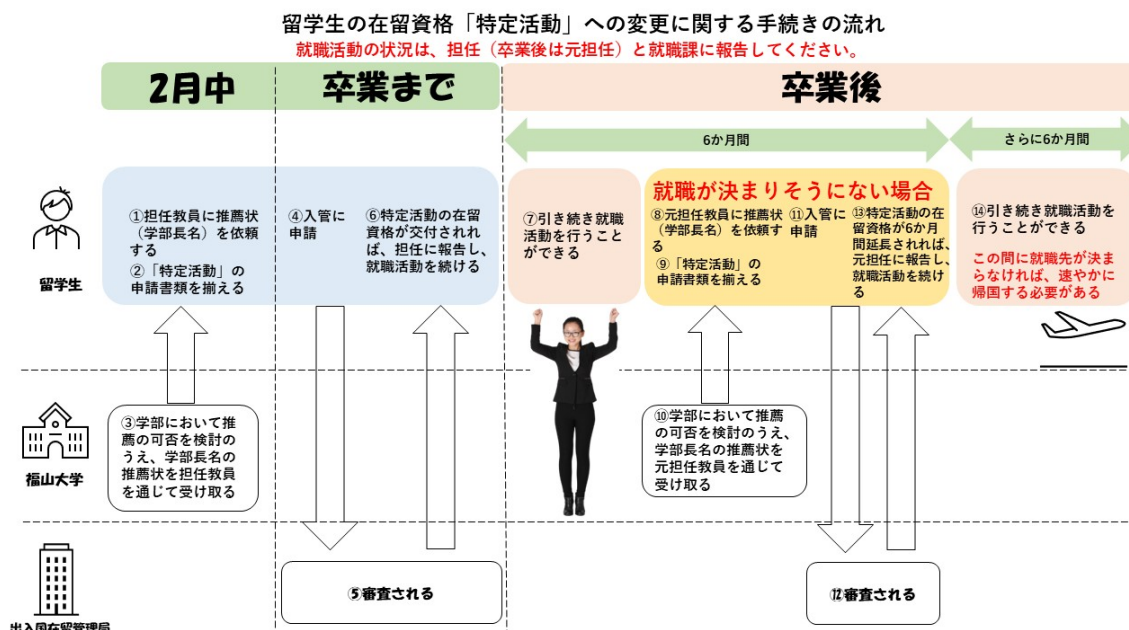 留学生の在留資格「特定活動」への変更に関する手続きの流れ
就職活動の状況は、担任（卒業後は元担任）と就職課に報告してください。
2月中
卒業まで
卒業後
6か月間
さらに6か月間
留学生
①担任教員に推薦状
（学部長名）を依頼
する
②「特定活動」の
申請書類を揃える
④入管に
申請
⑥特定活動の在留
資格が交付されれ
ば、担任に報告し、
就職活動を続ける
⑦引き続き就職
活動を行うこと
ができる
就職が決まりそうにない場合
⑧元担任教員に推薦状
（学部長名）を依頼す
る
⑨「特定活動」の
申請書類を揃える
⑪入管に
申請
⑬特定活動の在
留資格が6か月
間延長されれば、
元担任に報告し、
就職活動を続け
る
⑭引き続き就職活動を
行うことができる
この間に就職先が決ま
らなければ、速やかに
帰国する必要がある
福山大学
③学部において推
薦の可否を検討の
うえ、学部長名の
推薦状を担任教員
を通じて受け取る
⑩学部において推薦
の可否を検討のうえ、
学部長名の推薦状を
元担任教員を通じて
受け取る
出入国在留管理局
⑤審査される
⑫審査される